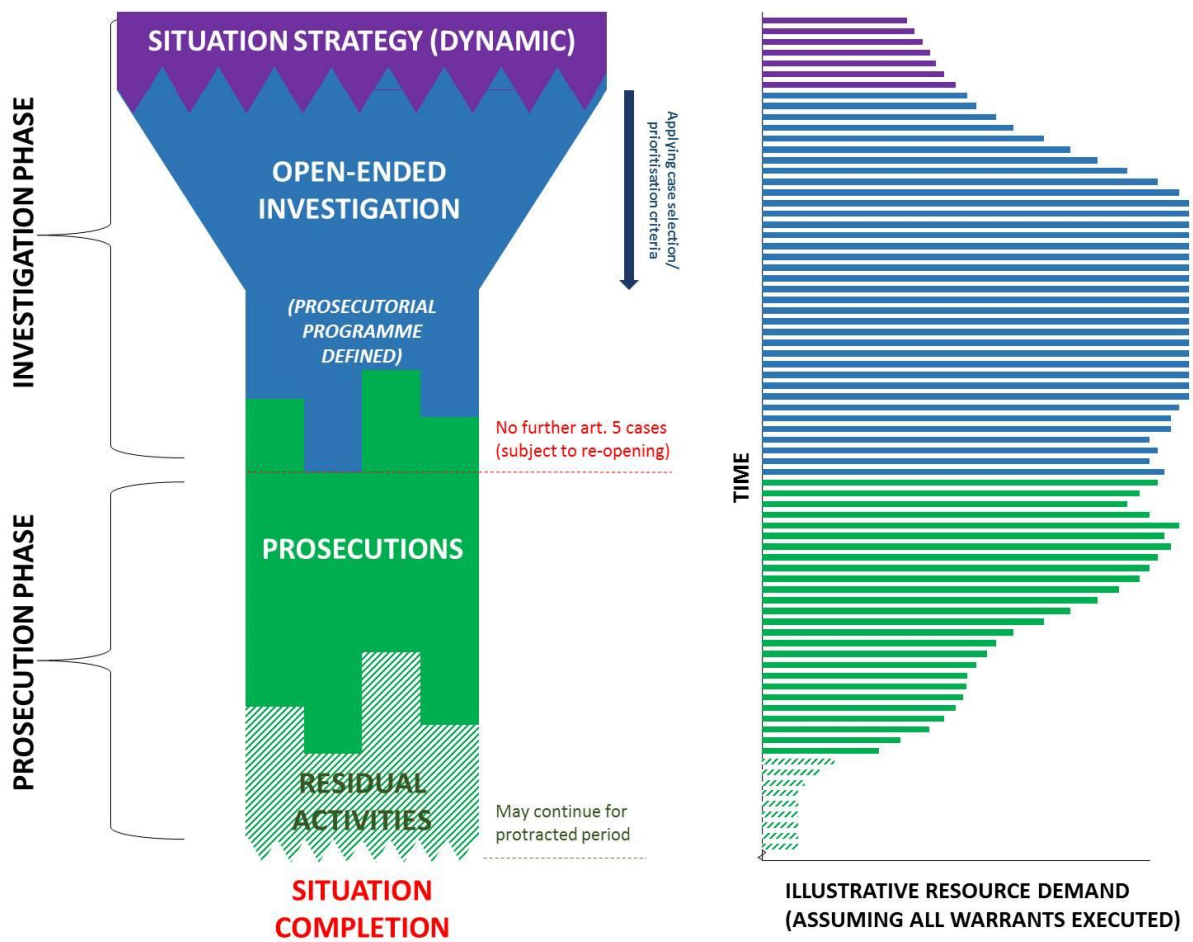 SITUATION STRATEGY (DYNAMIC)
INVESTIGATION PHASE
OPEN-ENDED
INVESTIGATION
Applying case selection/
prioritisation criteria
(PROSECUTORIAL
PROGRAMME
DEFINED)
No further art. 5 cases
(subject to re-opening)
PROSECUTION PHASE
PROSECUTIONS
RESIDUAL
ACTIVITIES
May continue for
protracted period
SITUATION
COMPLETION
TIME
ILLUSTRATIVE RESOURCE DEMAND
(ASSUMING ALL WARRANTS EXECUTED)